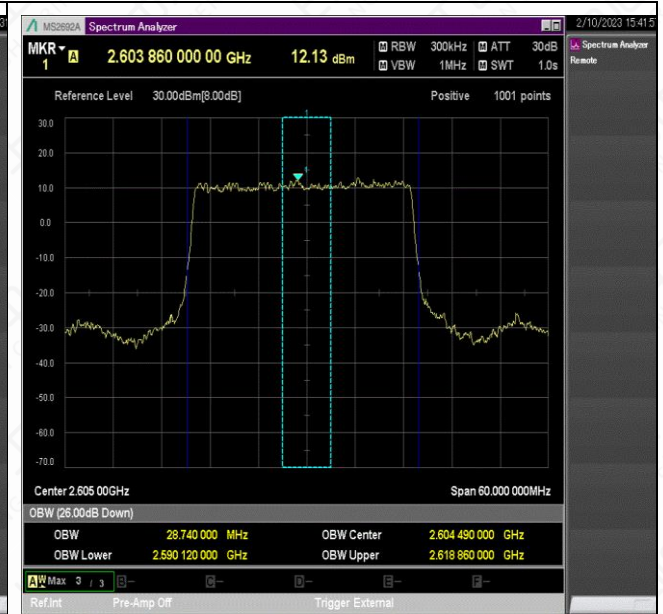 MS2692A Spectrum Analyzer 2/10/2023 15:41:5
MKR 1 A 2.603 860 000 00 GHz 12.13 dBm M RBW 300kHz M ATT 30dB
M VBW 1MHz M SWT 1.0s
Spectrum Analyzer
Remote
Reference Level 30.00dBm[8.00dB] Positive 1001 points
1
30.0
20.0
10.0
0.0
-10.0
-20.0
-30.0
-40.0
-50.0
-60.0
-70.0
Center 2.605 00GHz Span 60.000 000MHz
OBW (26.00dB Down)
OBW 28.740 000 MHz OBW Center 2.604 490 000 GHz
OBW Lower 2.590 120 000 GHz OBW Upper 2.618 860 000 GHz
A W Max 3 / 3 B- C- D- E- F-
Ref.Int Pre-Amp Off Trigger External